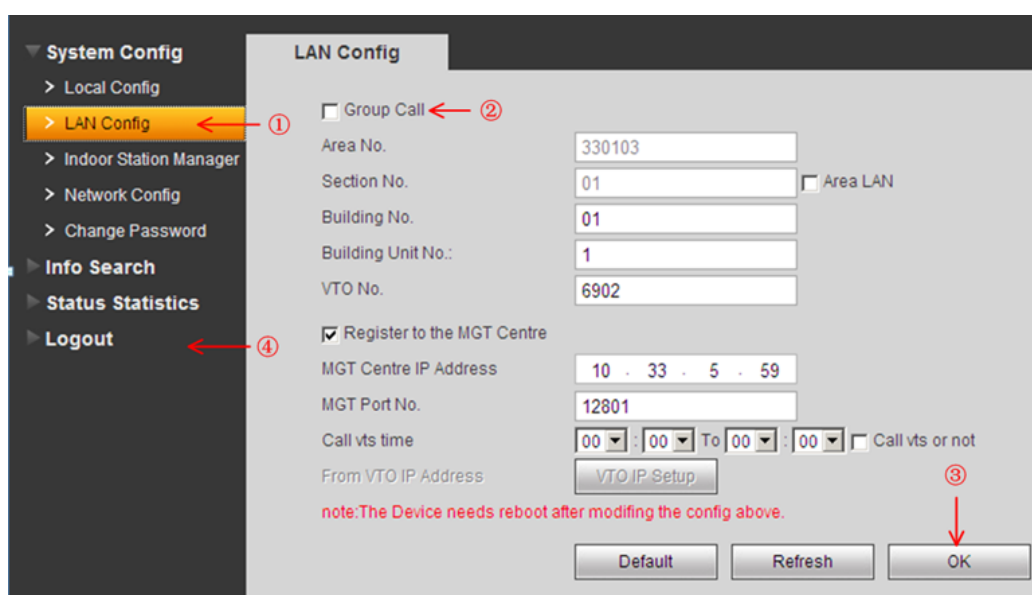 System Config
> Local Config
> LAN Config ①
> Indoor Station Manager
> Network Config
> Change Password
Info Search
Status Statistics
Logout ④
LAN Config
Group Call ②
Area No. 330103
Section No. 01 Area LAN
Building No. 01
Building Unit No.: 1
VTO No. 6902
Register to the MGT Centre
MGT Centre IP Address 10 . 33 . 5 . 59
MGT Port No. 12801
Call vts time 00 : 00 To 00 : 00 Call vts or not
From VTO IP Address VTO IP Setup
③
note:The Device needs reboot after modifing the config above.
Default Refresh OK